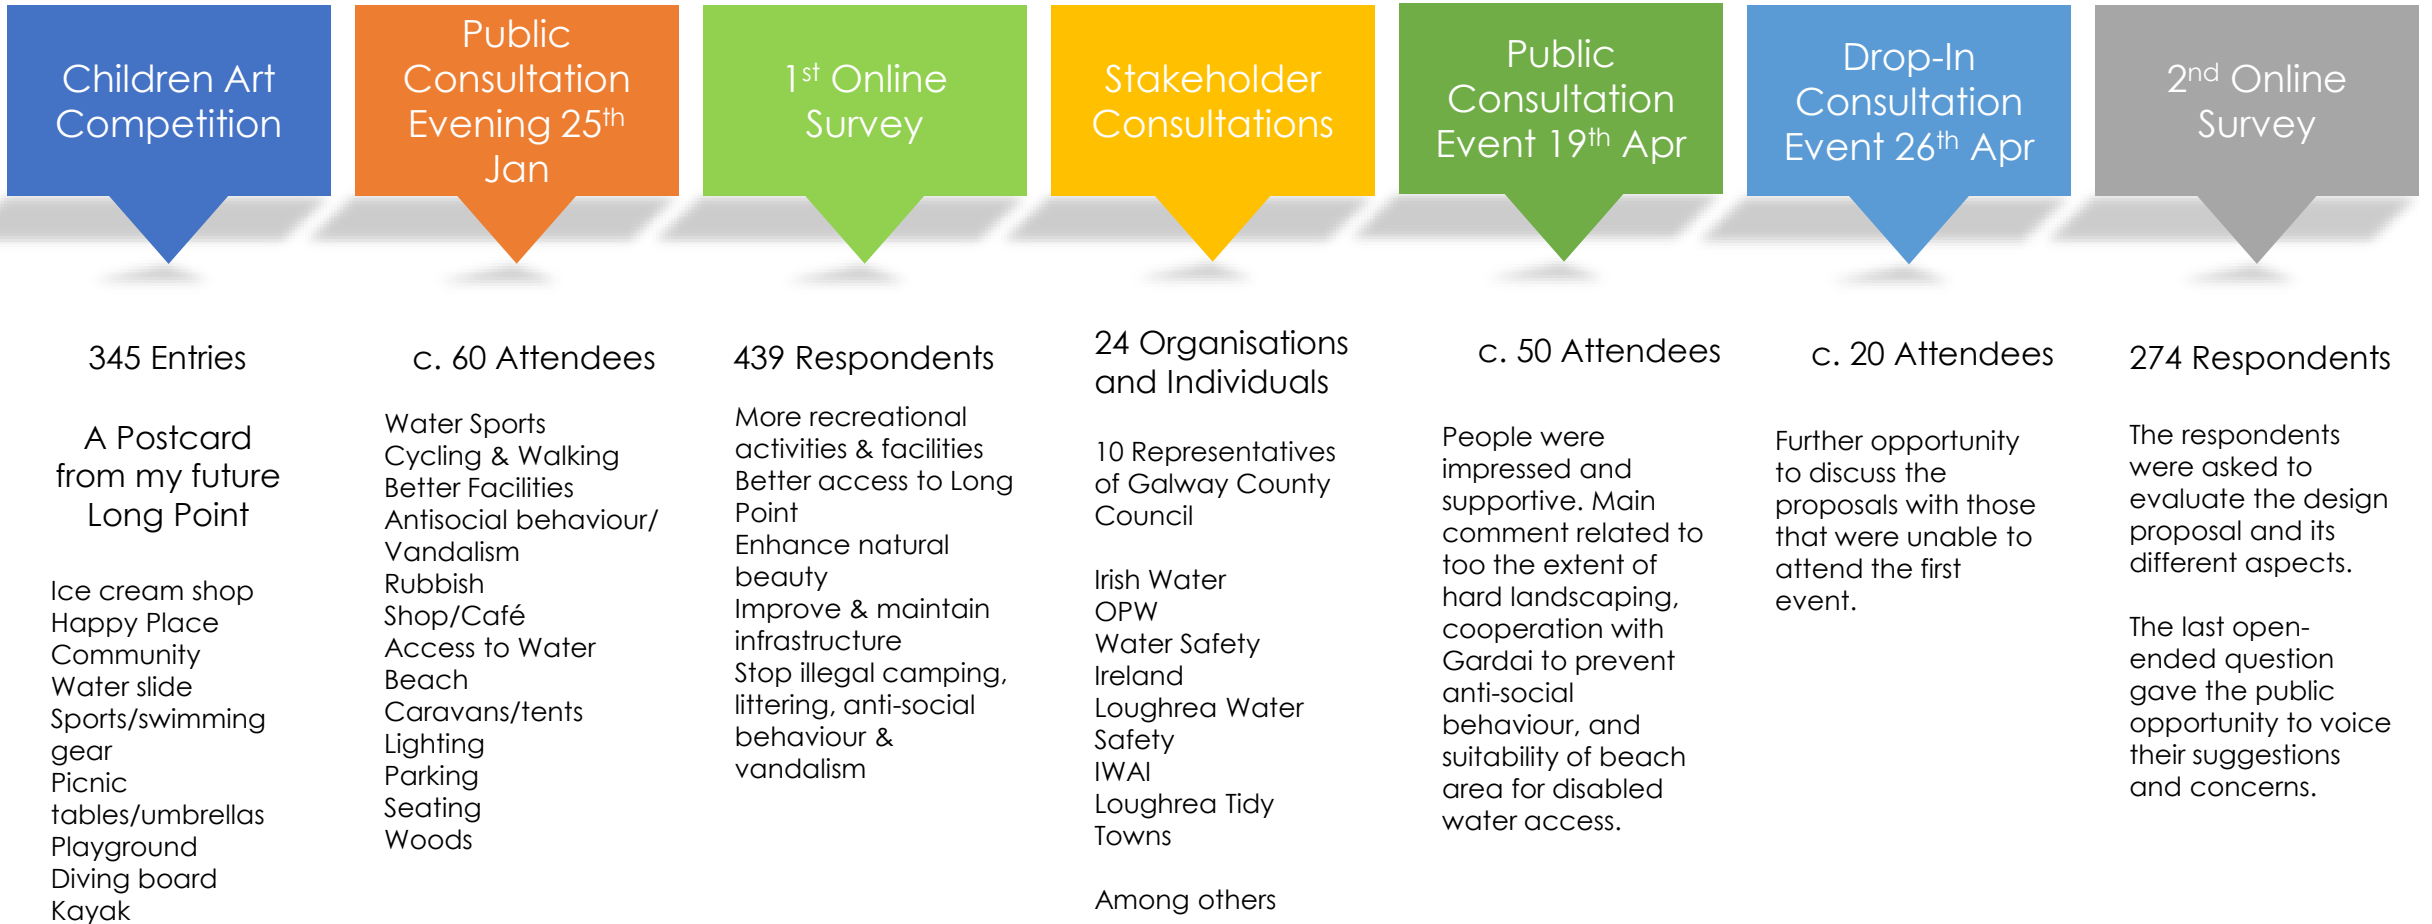 Children Art
Competition
345 Entries
A Postcard
from my future
Long Point
Ice cream shop
Happy Place
Community
Water slide
Sports/swimming
gear
Picnic
tables/umbrellas
Playground
Diving board
Kayak
Public
Consultation
Evening 25th
Jan
c. 60 Attendees
Water Sports
Cycling & Walking
Better Facilities
Antisocial behaviour/
Vandalism
Rubbish
Shop/Café
Access to Water
Beach
Caravans/tents
Lighting
Parking
Seating
Woods
1st Online
Survey
439 Respondents
More recreational
activities & facilities
Better access to Long
Point
Enhance natural
beauty
Improve & maintain
infrastructure
Stop illegal camping,
littering, anti-social
behaviour &
vandalism
Stakeholder
Consultations
24 Organisations
and Individuals
10 Representatives
of Galway County
Council
Irish Water
OPW
Water Safety
Ireland
Loughrea Water
Safety
IWAI
Loughrea Tidy
Towns
Among others
Public
Consultation
Event 19th Apr
c. 50 Attendees
People were
impressed and
supportive. Main
comment related to
too the extent of
hard landscaping,
cooperation with
Gardai to prevent
anti-social
behaviour, and
suitability of beach
area for disabled
water access.
Drop-In
Consultation
Event 26th Apr
c. 20 Attendees
Further opportunity
to discuss the
proposals with those
that were unable to
attend the first
event.
2nd Online
Survey
274 Respondents
The respondents
were asked to
evaluate the design
proposal and its
different aspects.
The last open-
ended question
gave the public
opportunity to voice
their suggestions
and concerns.